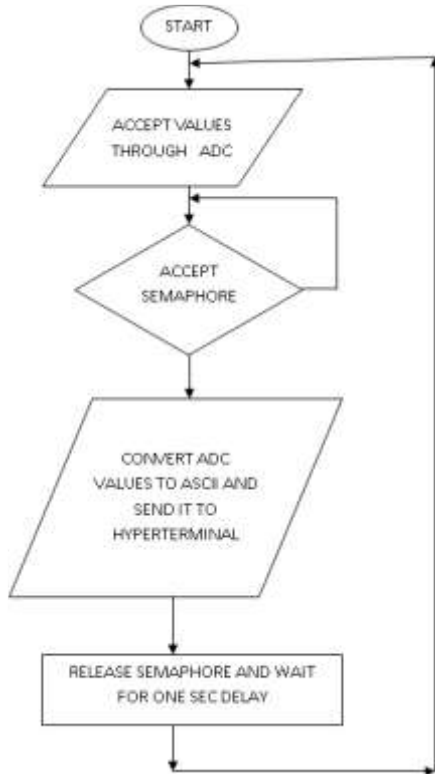 START
ACCEPT VALUES
THROUGH ADC
ACCEPT
SEMAPHORE
CONVERT ADC
VALUES TO ASCII AND
SEND IT TO
HYPERTERMINAL
RELEASE SEMAPHORE AND WAIT
FOR ONE SEC DELAY